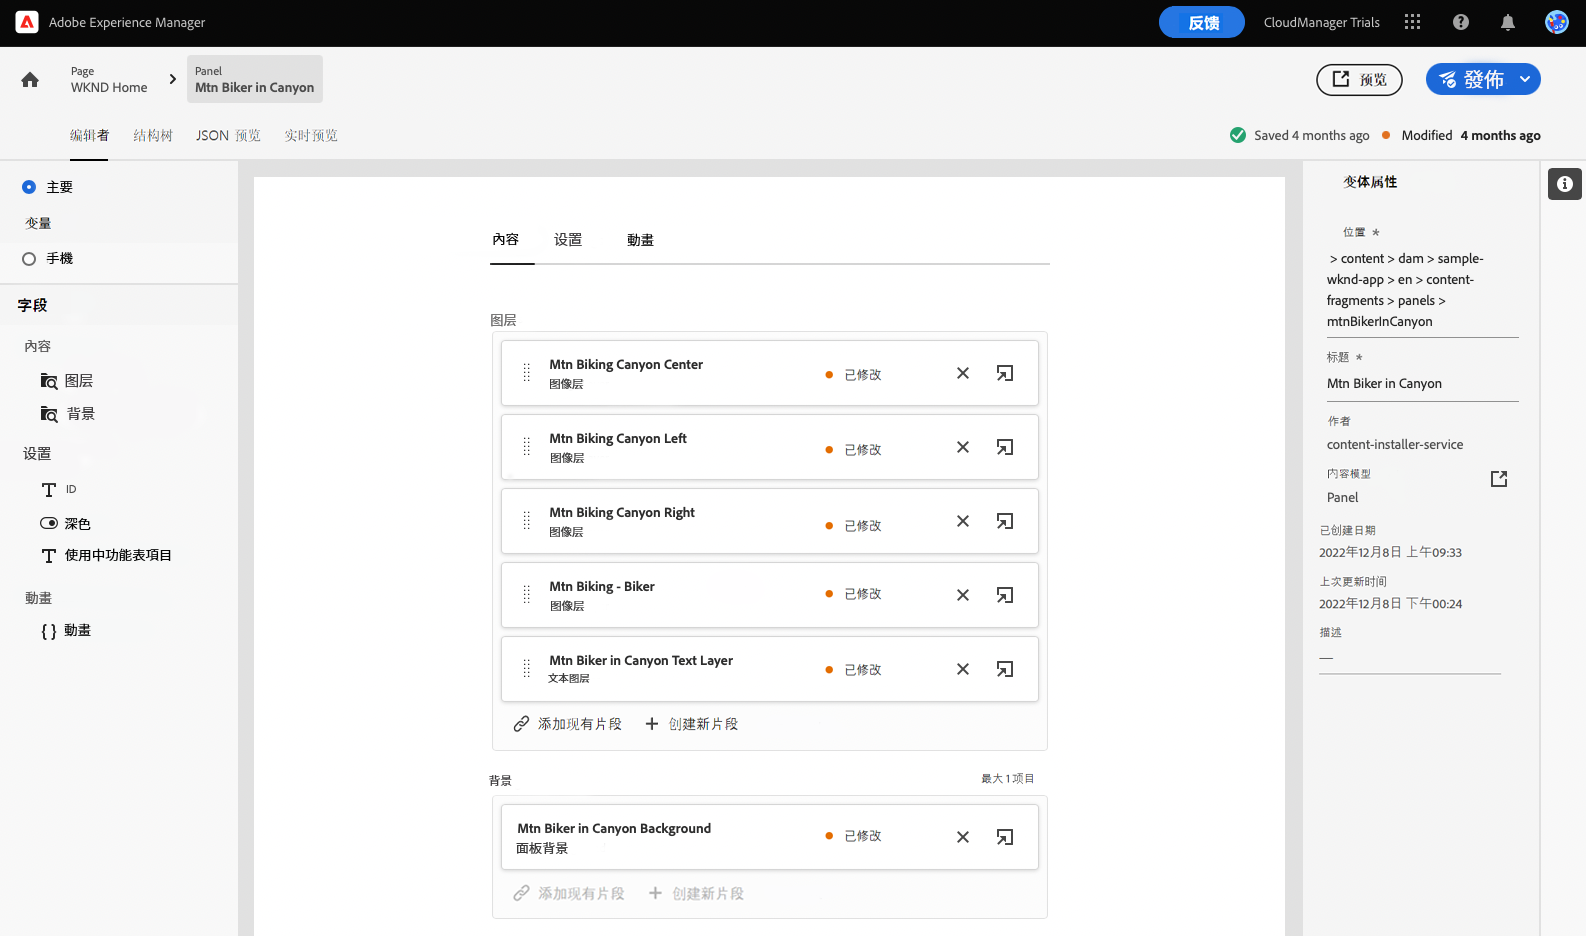 Adobe Experience Manager
反馈
CloudManager Trials
Page
WKND Home
Panel
Mtn Biker in Canyon
预览
發佈
编辑者
结构树
JSON 预览
实时预览
Saved 4 months ago
Modified 4 months ago
主要
变量
手機
字段
內容
图层
背景
设置
ID
深色
使用中功能表項目
動畫
動畫
內容
设置
動畫
图层
Mtn Biking Canyon Center
图像层
已修改
Mtn Biking Canyon Left
图像层
已修改
Mtn Biking Canyon Right
图像层
已修改
Mtn Biking - Biker
图像层
已修改
Mtn Biker in Canyon Text Layer
文本图层
已修改
添加现有片段
创建新片段
背景
最大1项目
Mtn Biker in Canyon Background
面板背景
已修改
添加现有片段
创建新片段
变体属性
位置 *
> content > dam > sample-
wknd-app > en > content-
fragments > panels >
mtnBikerInCanyon
标题 *
Mtn Biker in Canyon
作者
content-installer-service
内容模型
Panel
已创建日期
2022年12月8日 上午09:33
上次更新时间
2022年12月8日 下午00:24
描述
—